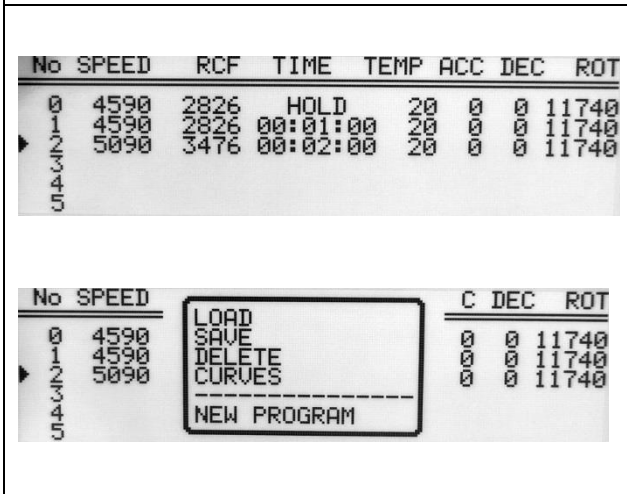 No SPEED RCF TIME TEMP ACC DEC ROT
0 4590 2826 HOLD 20 0 0 11740
1 4590 2826 00:01:00 20 0 0 11740
2 5090 3476 00:02:00 20 0 0 11740
3
4
5
No SPEED C DEC ROT
LOAD
0 4590 SAVE 0 0 11740
1 4590 DELETE 0 0 11740
2 5090 CURVES 0 0 11740
3
4 NEW PROGRAM
5